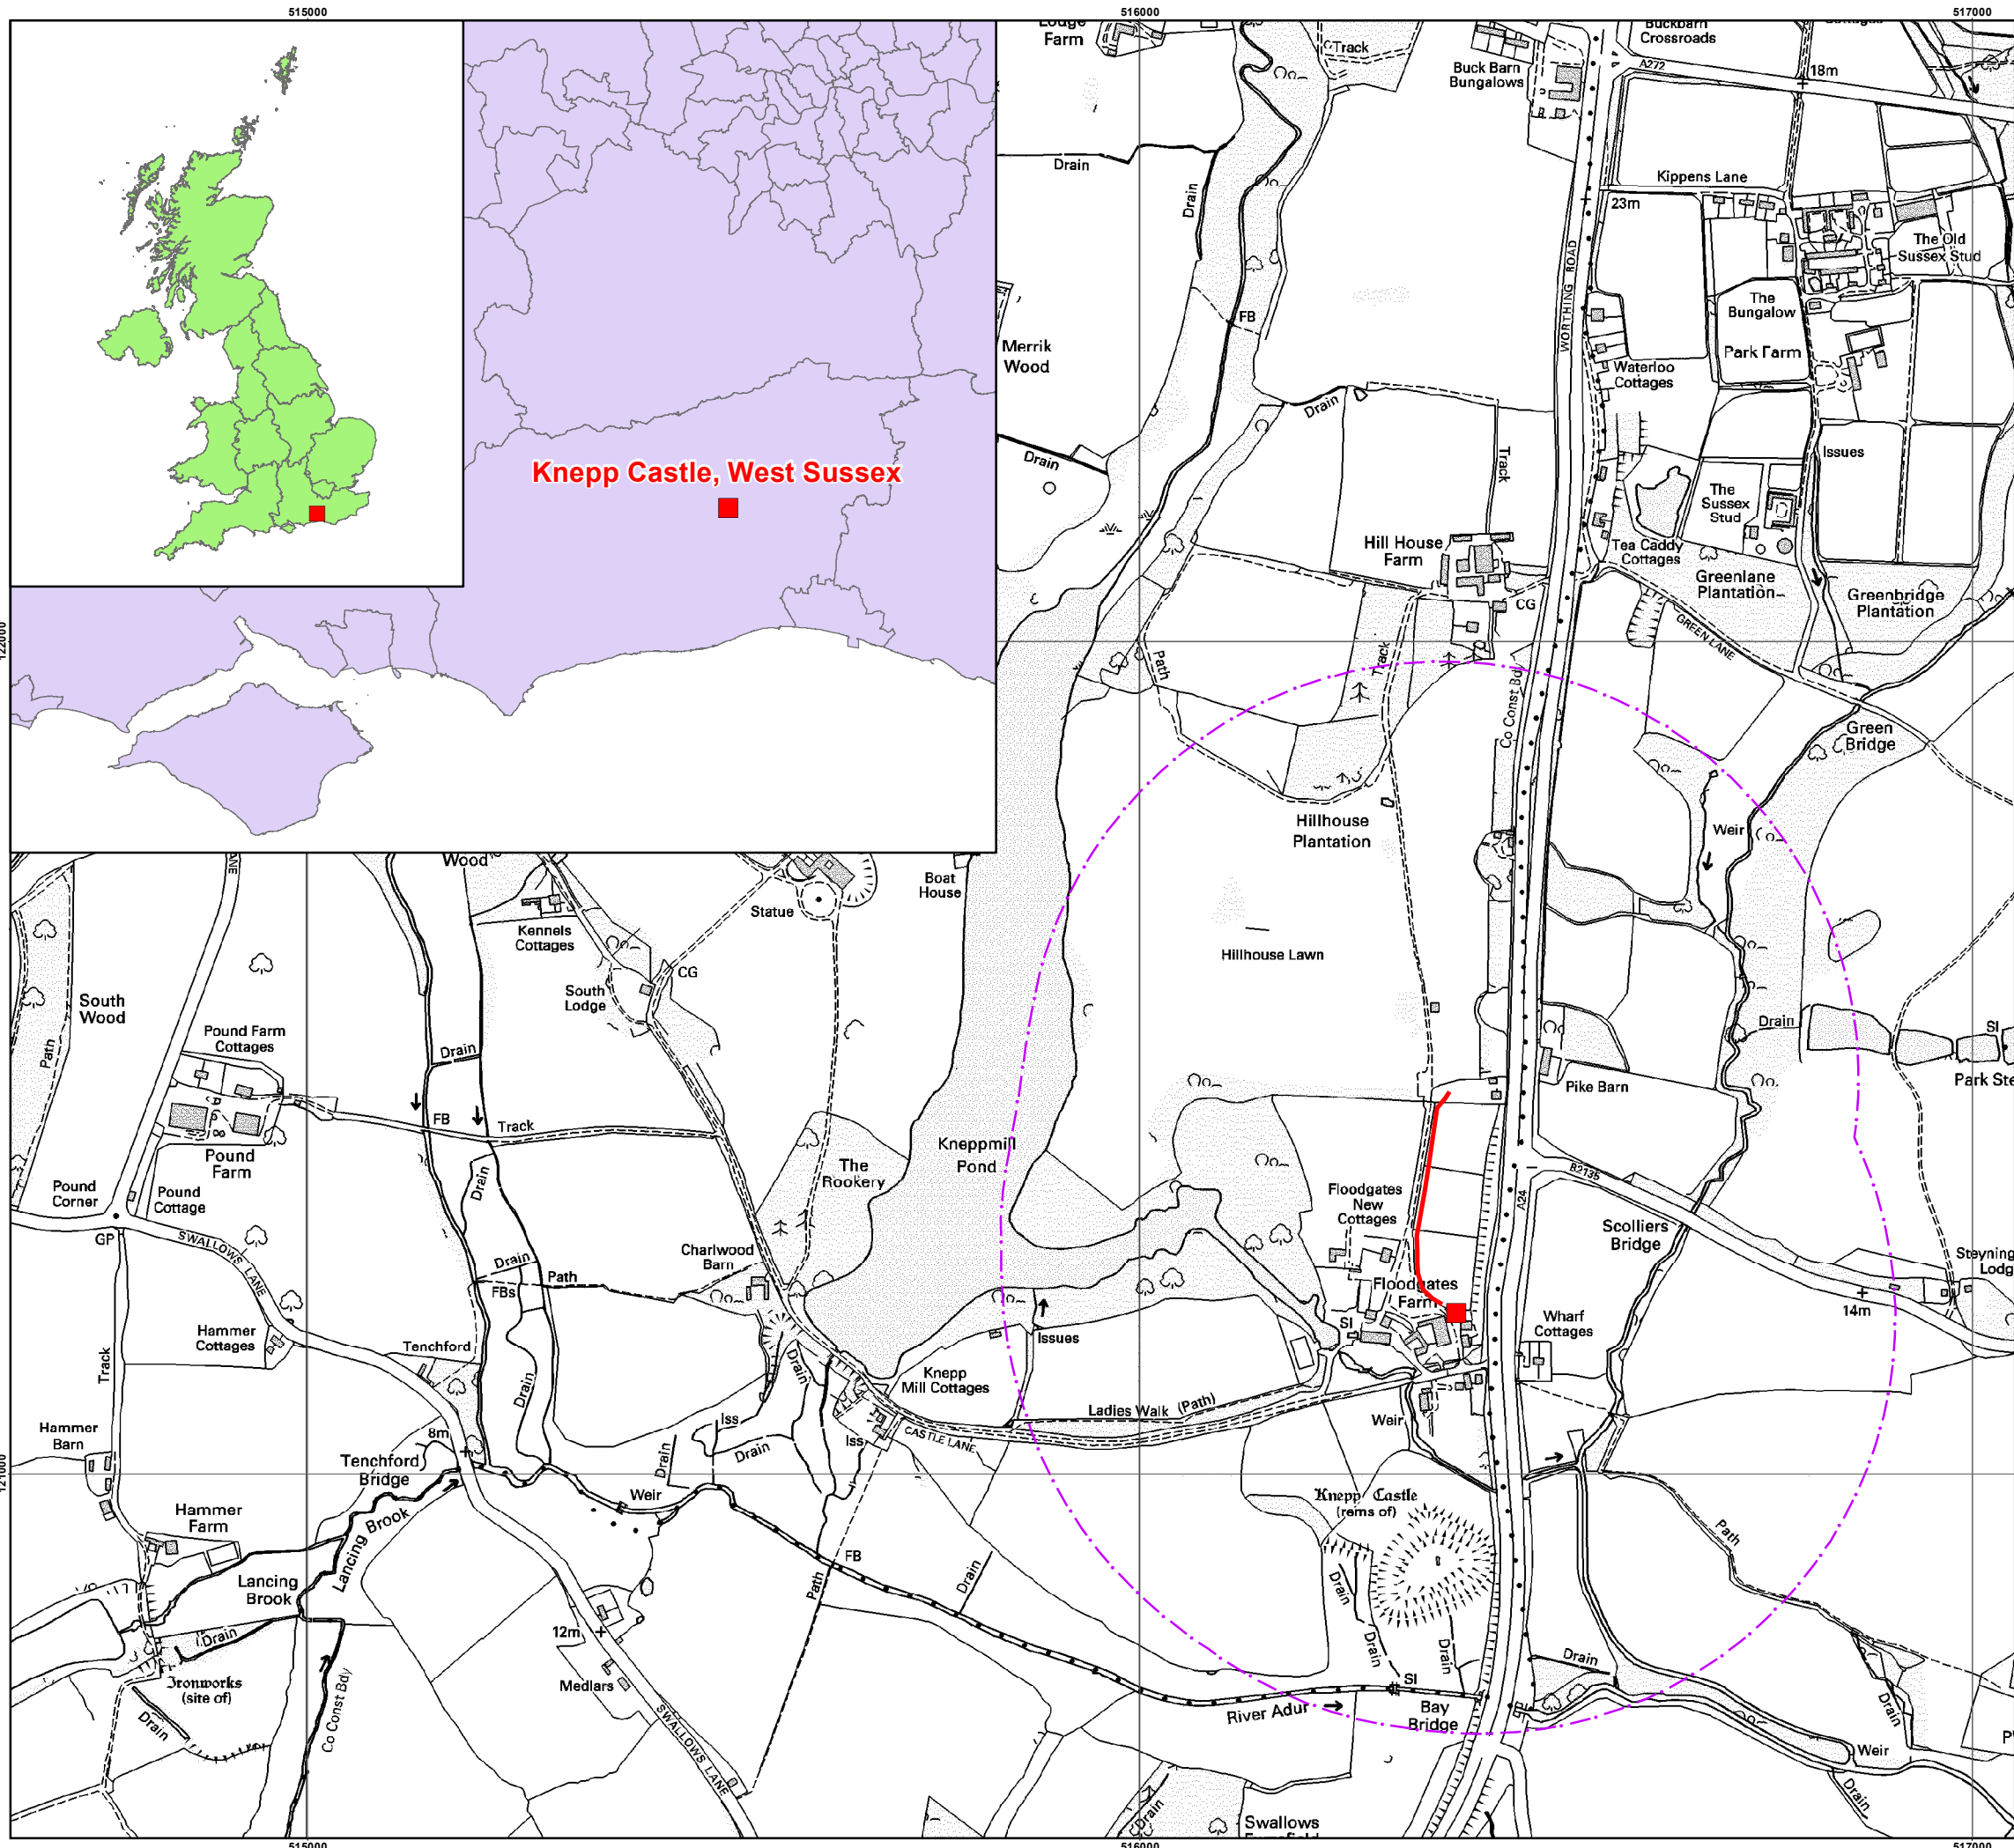 515000
516000
517000
Lodge
Farm
Track
Buckbarn
Crossroads
Buck Barn
Bungalows
A272
18m
Drain
Drain
Kippens Lane
23m
The Old
Sussex Stud
WORTHING ROAD
The
Bungalow
FB
Merrik
Wood
Park Farm
Waterloo
Cottages
Drain
Track
Issues
Drain
Knepp Castle, West Sussex
The
Sussex
Stud
Hill House
Farm
Tea Caddy
Cottages
Greenlane
Plantation
Greenbridge
Plantation
CG
GREEN LANE
122000
Path
Track
Co Const Bdy
Green
Bridge
Hillhouse
Plantation
Weir
Wood
LANE
Boat
House
Statue
Kennels
Cottages
Hillhouse Lawn
CG
South
Lodge
South
Wood
Path
Pound Farm
Cottages
Drain
Drain
SI
Park Ste
Pike Barn
FB
Track
Pound
Farm
Kneppmill
Pond
The
Rookery
B2135
A24
Drain
Pound
Corner
Pound
Cottage
GP
SWALLOWS LANE
Floodgates
New
Cottages
Scolliers
Bridge
Charlwood
Barn
Drain
Path
FBs
Steyning
Lodg
Floodgates
Farm
14m
Hammer
Cottages
Tenchford
Issues
SI
Wharf
Cottages
Track
Drain
Drain
Knepp
Mill Cottages
Ladies Walk (Path)
Weir
Hammer
Barn
8m
Iss
Iss
CASTLE LANE
Drain
Drain
Tenchford
Bridge
121000
Weir
Knepp Castle
(rems of)
Hammer
Farm
Lancing Brook
Path
FB
Path
Drain
Drain
Lancing
Brook
12m
Drain
Drain
Drain
Drain
SI
Ironworks
(site of)
Medlars
River Adur
Bay
Bridge
Drain
Drain
Co Const Bdy
SWALLOWS LANE
Weir
Drain
Drain
Swallows
515000
516000
517000